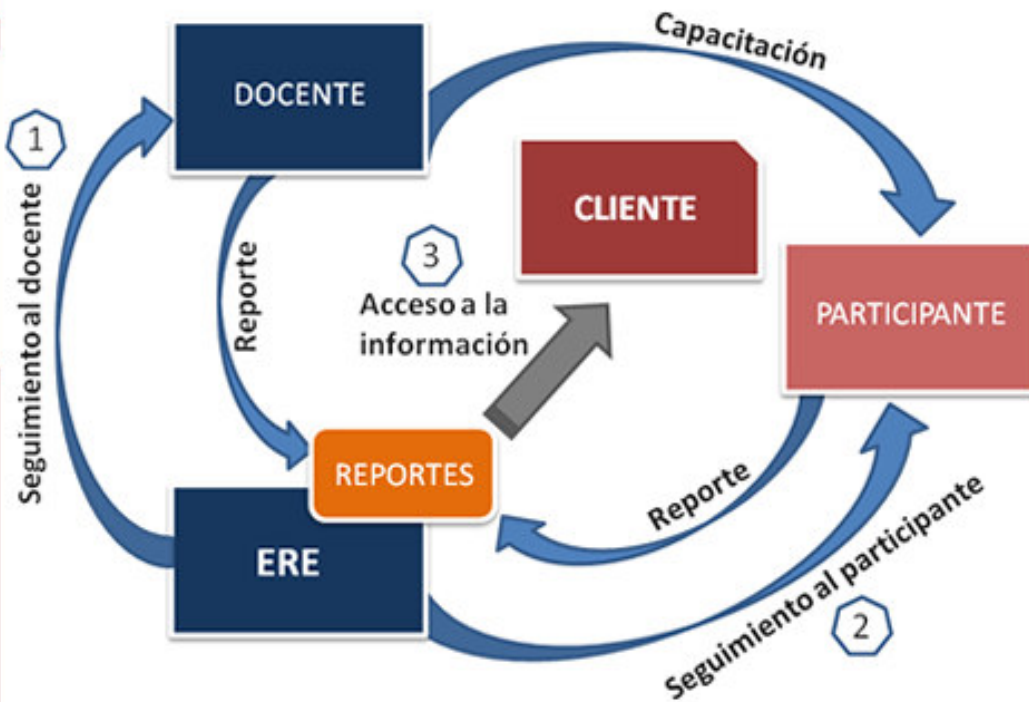 Capacitación
DOCENTE
1
Seguimiento al docente
CLIENTE
Reporte
3
Acceso a la
información
PARTICIPANTE
REPORTES
Reporte
ERE
Seguimiento al participante
2